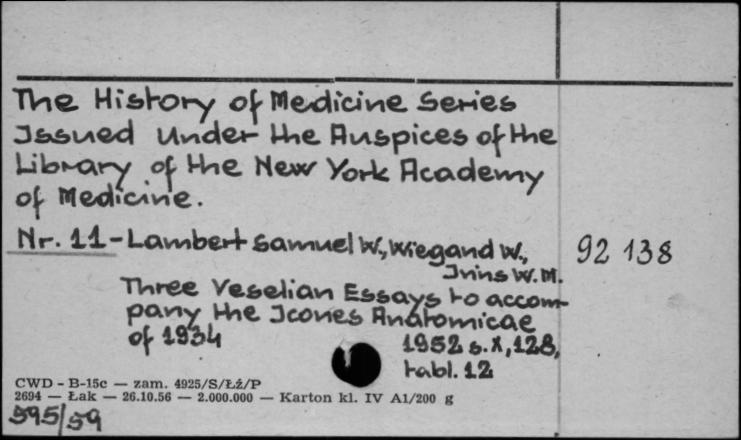 The History of Medicine Series
Issued Under the Auspices of the
Library of the New York Academy
of Medicine.
Nr. 11 - Lambert Samuel W., Wiegand W., 92 138
Ivins W. M.
Three Veselian Essays to accom-
pany the Icones Anatomicae
of 1934
1952 s. X, 128,
tabl. 12
CWD - B-15c — zam. 4925/S/Łż/P
2694 — Łak — 26.10.56 — 2.000.000 — Karton kl. IV A1/200 g
595/59